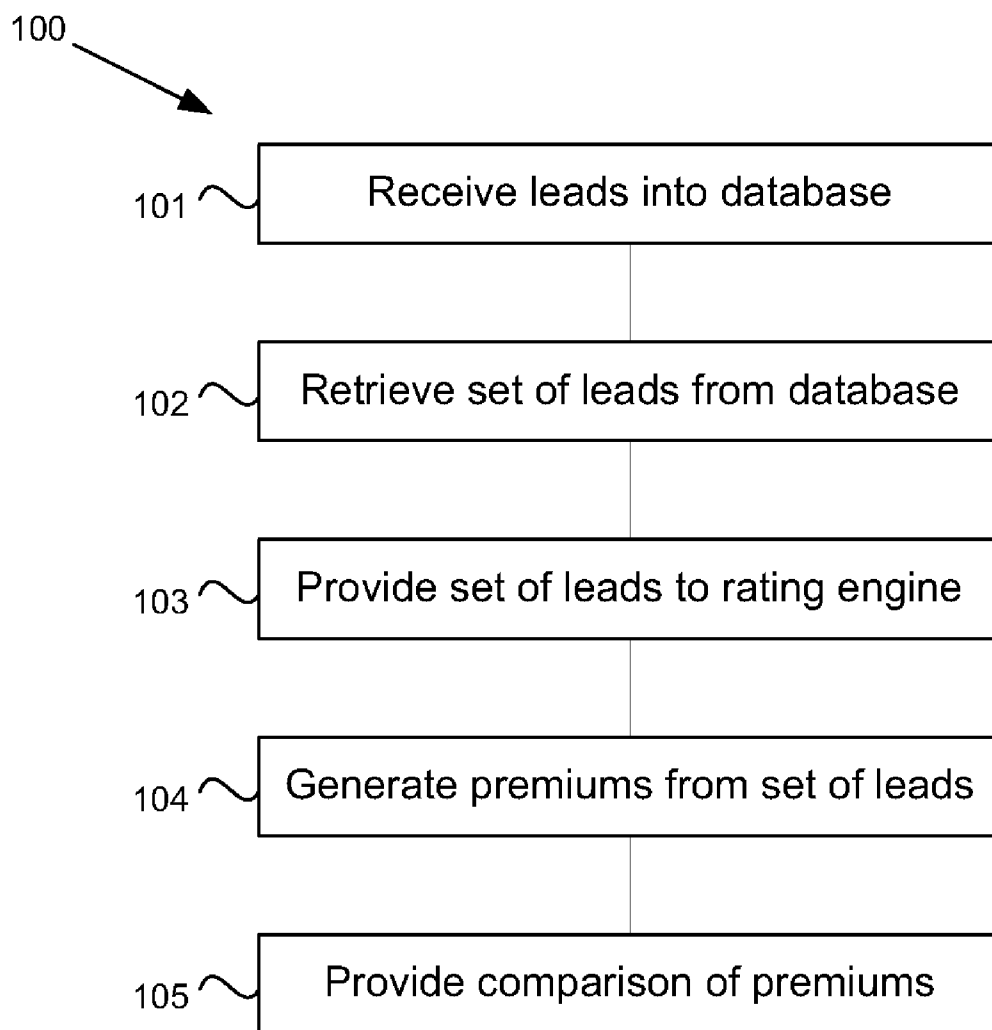 100
101 Receive leads into database
102 Retrieve set of leads from database
103 Provide set of leads to rating engine
104 Generate premiums from set of leads
105 Provide comparison of premiums